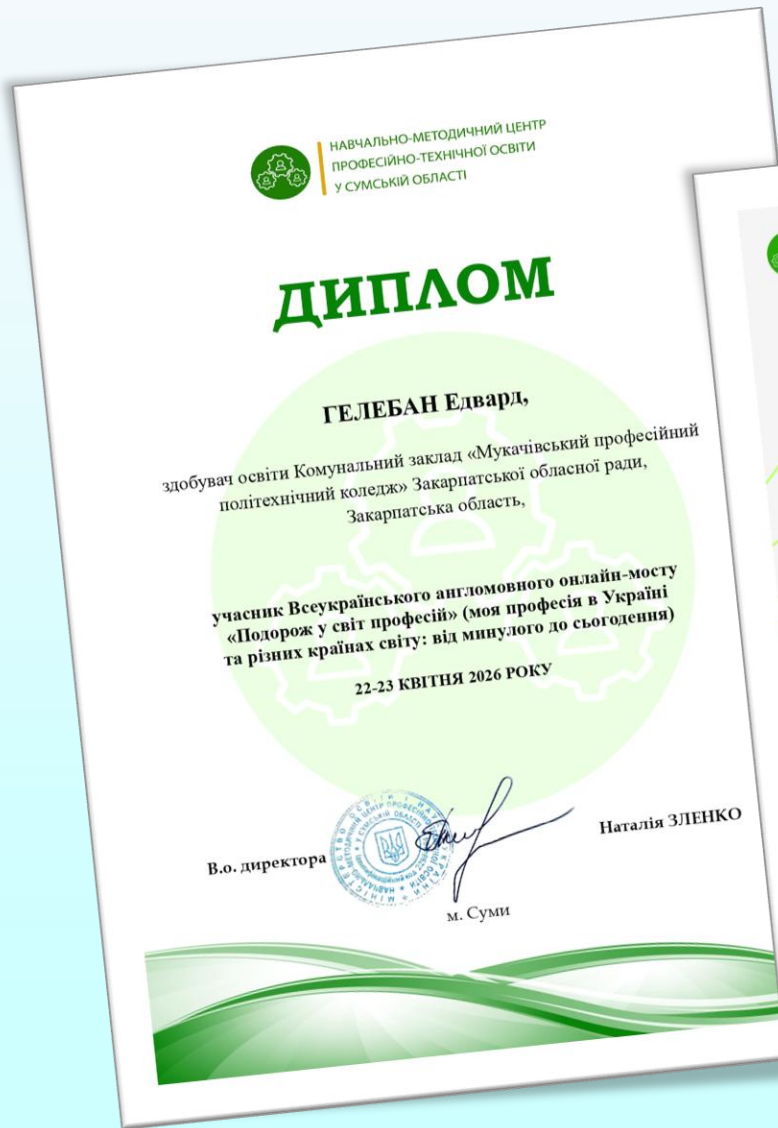 НАВЧАЛЬНО-МЕТОДИЧНИЙ ЦЕНТР
ПРОФЕСІЙНО-ТЕХНІЧНОЇ ОСВІТИ
У СУМСЬКІЙ ОБЛАСТІ
ДИПЛОМ
ГЕЛЕБАН Едвард,
здобувач освіти Комунальний заклад «Мукачівський професійний
політехнічний коледж» Закарпатської обласної ради,
Закарпатська область,
учасник Всеукраїнського англомовного онлайн-мосту
«Подорож у світ професій» (моя професія в Україні
та різних країнах світу: від минулого до сьогодення)
22-23 КВІТНЯ 2026 РОКУ
В.о. директора
Наталія ЗЛЕНКО
м. Суми